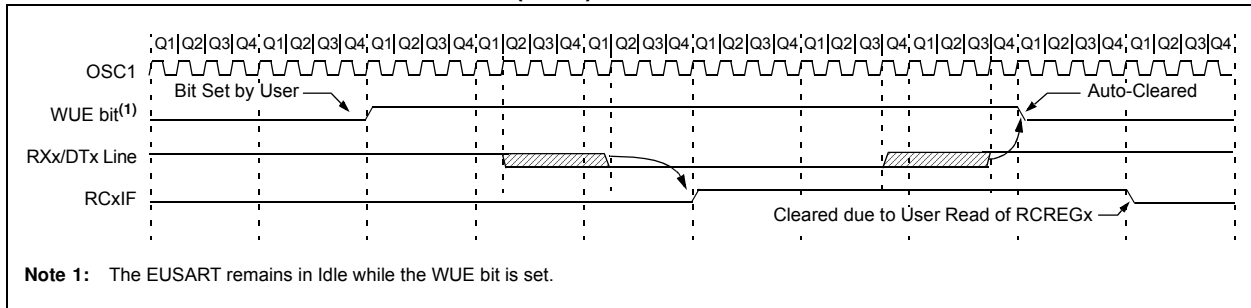 Q1 Q2 Q3 Q4 Q1 Q2 Q3 Q4 Q1 Q2 Q3 Q4 Q1 Q2 Q3 Q4 Q1 Q2 Q3 Q4 Q1 Q2 Q3 Q4 Q1 Q2 Q3 Q4 Q1 Q2 Q3 Q4 Q1 Q2 Q3 Q4 Q1 Q2 Q3 Q4
OSC1
Bit Set by User
Auto-Cleared
WUE bit(1)
RXx/DTx Line
RCxIF
Cleared due to User Read of RCREGx
Note 1: The EUSART remains in Idle while the WUE bit is set.